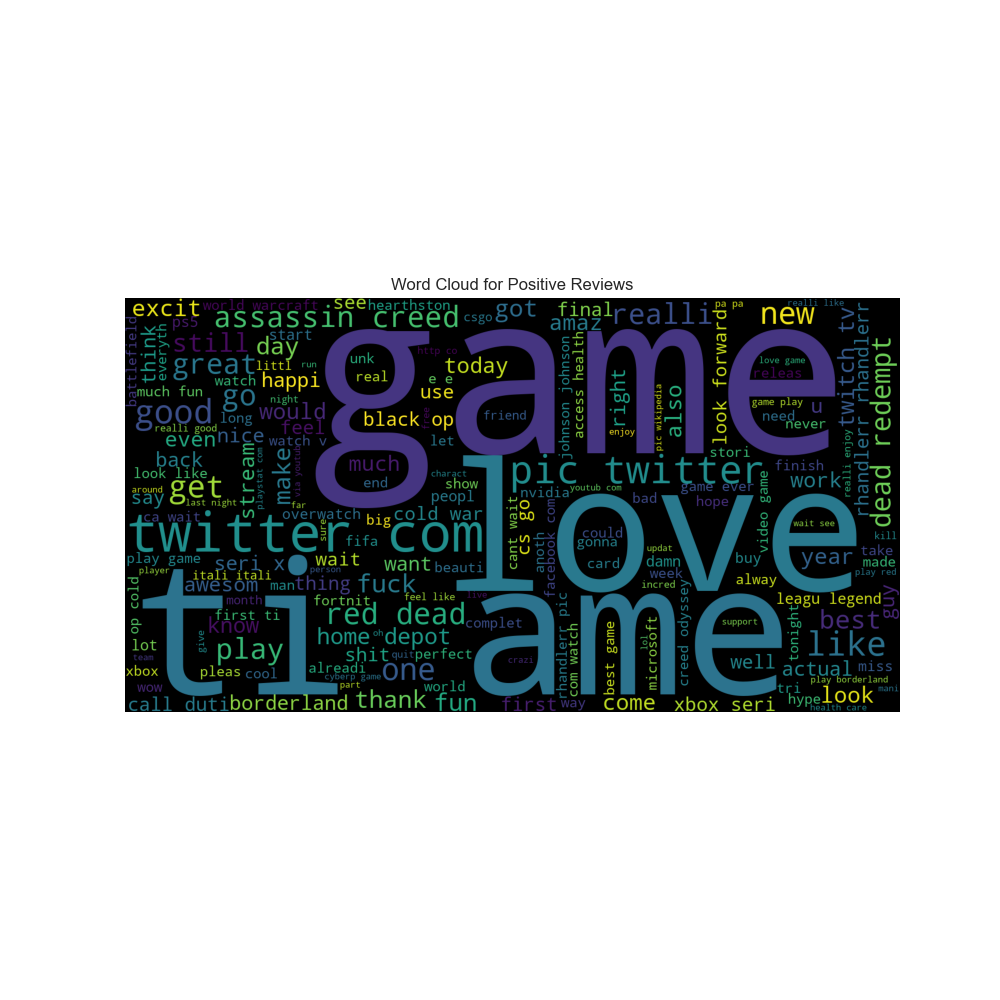 Word Cloud for Positive Reviews
excit
world warcraft
see
hearthston
got
final
realli
new
pa pa
realli like
ps5
assassin creed
csgo
amaz
game
battlefield
everyth
think
still
day
start
unk
http co
today
twitch tv
love game
releas
great
littl
run
real
watch
happi
e e
use
right
also
look forward
much fun
go
night
access health
johnson johnson
pic wikipedia
game play
u
need
never
rhandlerr rhandlerr
dead redempt
good
long
would
feel
black op
free
friend
enjoy
realli good
even
nice
watch v
let
stori
back
stream
make
much
pic twitter
finish
work
realli enjoy
look like
playstat com
via youtub
end
charact
show
nvidia
youtub com
bad
game ever
hope
say
get
around
last night
far
peopl
love
ca wait
overwatch
big
cold war
twitter com
sure
cant wait
cs go
anoth
could
gonna
facebook com
video game
wait see
year
take
kill
play game
seri x
wait
fifa
want
beauti
card
updat
damn
week
buy
made
player
itali itali
person
feel like
live
incred
alway
play red
op cold
awesom
man
thing
fuck
ti
ame
leagu legend
guy
month
fortnit
red dead
complet
creed odyssey
support
tonight
best
first ti
know
give
home depot
oh
rhandlerr pic
com watch
best game
lol
microsoft
like
lot
team
play
shit
quit
perfect
crazi
well
actual
miss
xbox
pleas
cool
alreadi
one
cyberp game
tri
play borderland
wow
part
world
hype
look
mani
call duti
borderland
thank
fun
first
way
come
xbox seri
health care